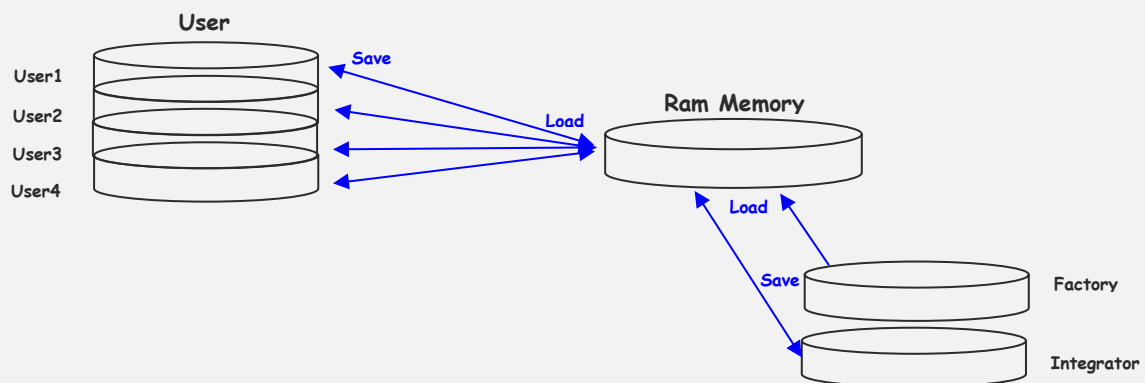 User
User1
Save
Ram Memory
User2
Load
User3
User4
Load
Save
Factory
Integrator